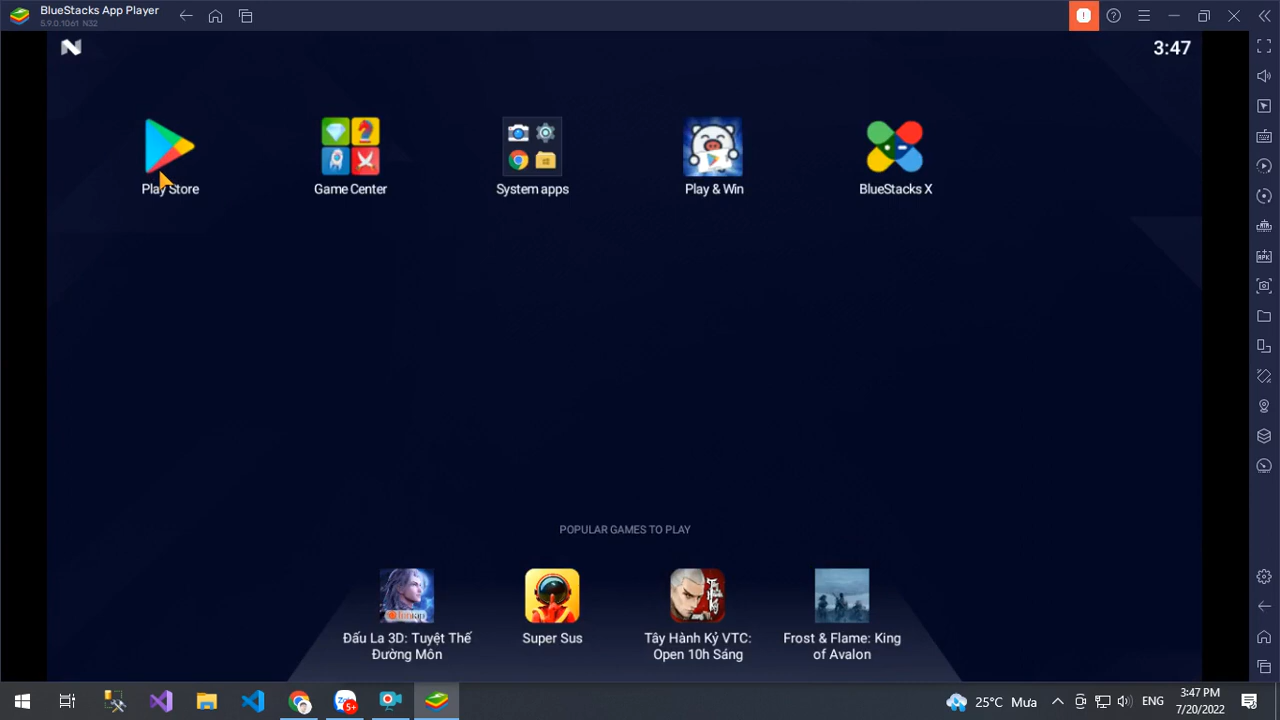 BlueStacks App Player
5.9.0.1061 N32
3:47
Play Store
Game Center
System apps
Play & Win
BlueStacks X
POPULAR GAMES TO PLAY
Đấu La 3D: Tuyệt Thế
Đường Môn
Super Sus
Tây Hành Ký VTC:
Open 10h Sáng
Frost & Flame: King
of Avalon
25°C Mưa
ENG
3:47 PM
7/20/2022
5+